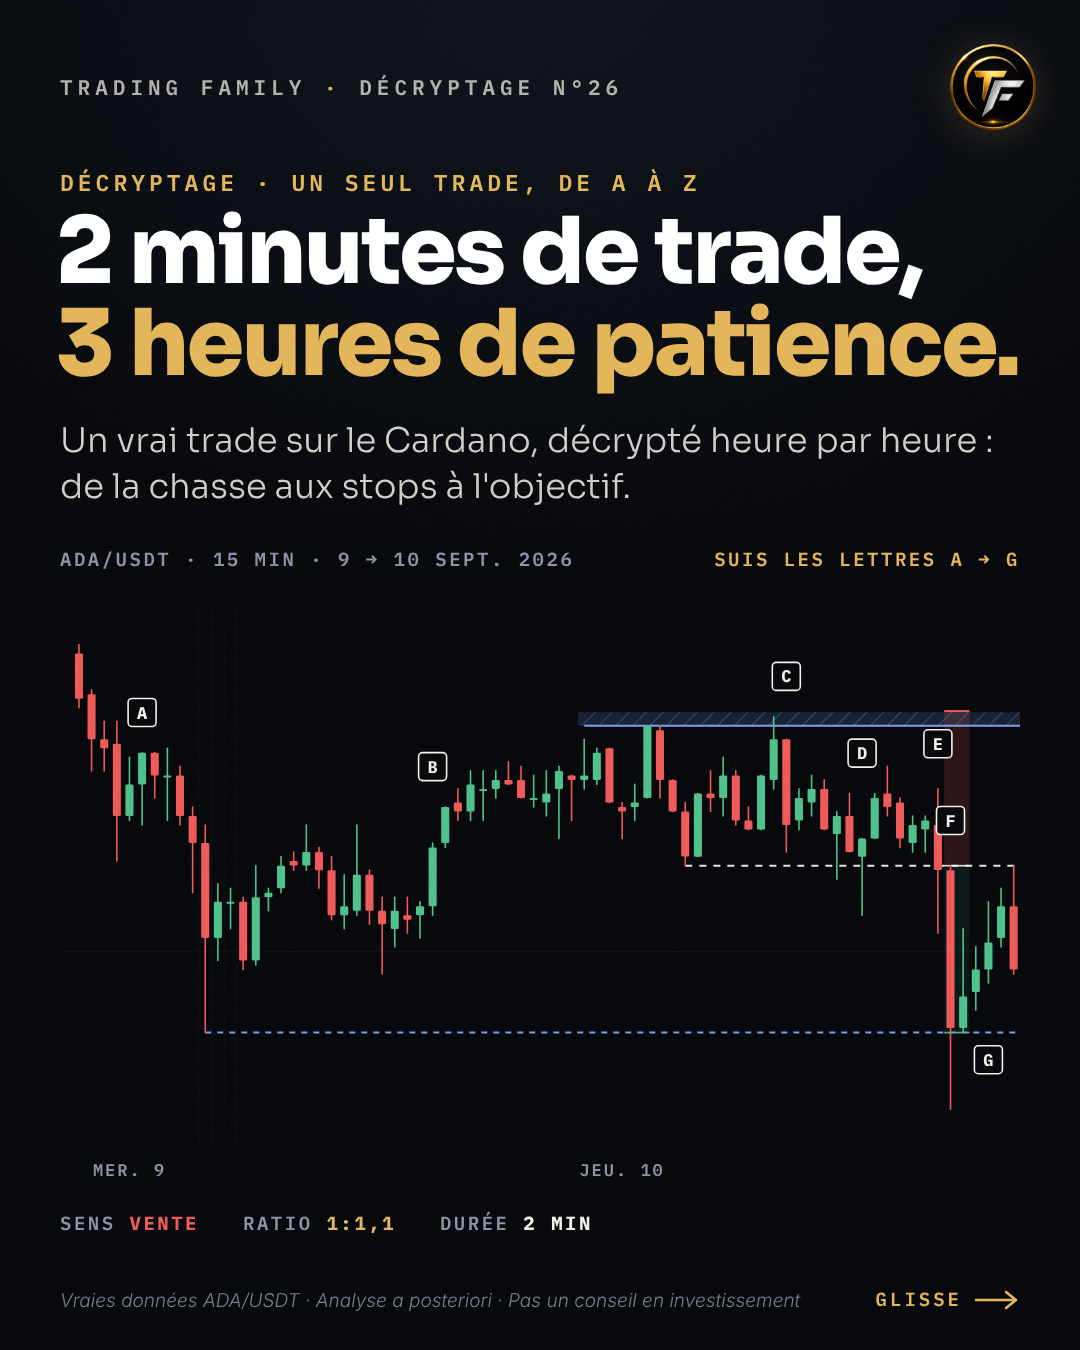 TRADING FAMILY · DÉCRYPTAGE N°26
TF
DÉCRYPTAGE · UN SEUL TRADE, DE A À Z
2 minutes de trade,
3 heures de patience.
Un vrai trade sur le Cardano, décrypté heure par heure :
de la chasse aux stops à l'objectif.
ADA/USDT · 15 MIN · 9 → 10 SEPT. 2026
SUIS LES LETTRES A → G
A
B
C
D
E
F
G
MER. 9
JEU. 10
SENS VENTE
RATIO 1:1,1
DURÉE 2 MIN
Vraies données ADA/USDT · Analyse a posteriori · Pas un conseil en investissement
GLISSE →